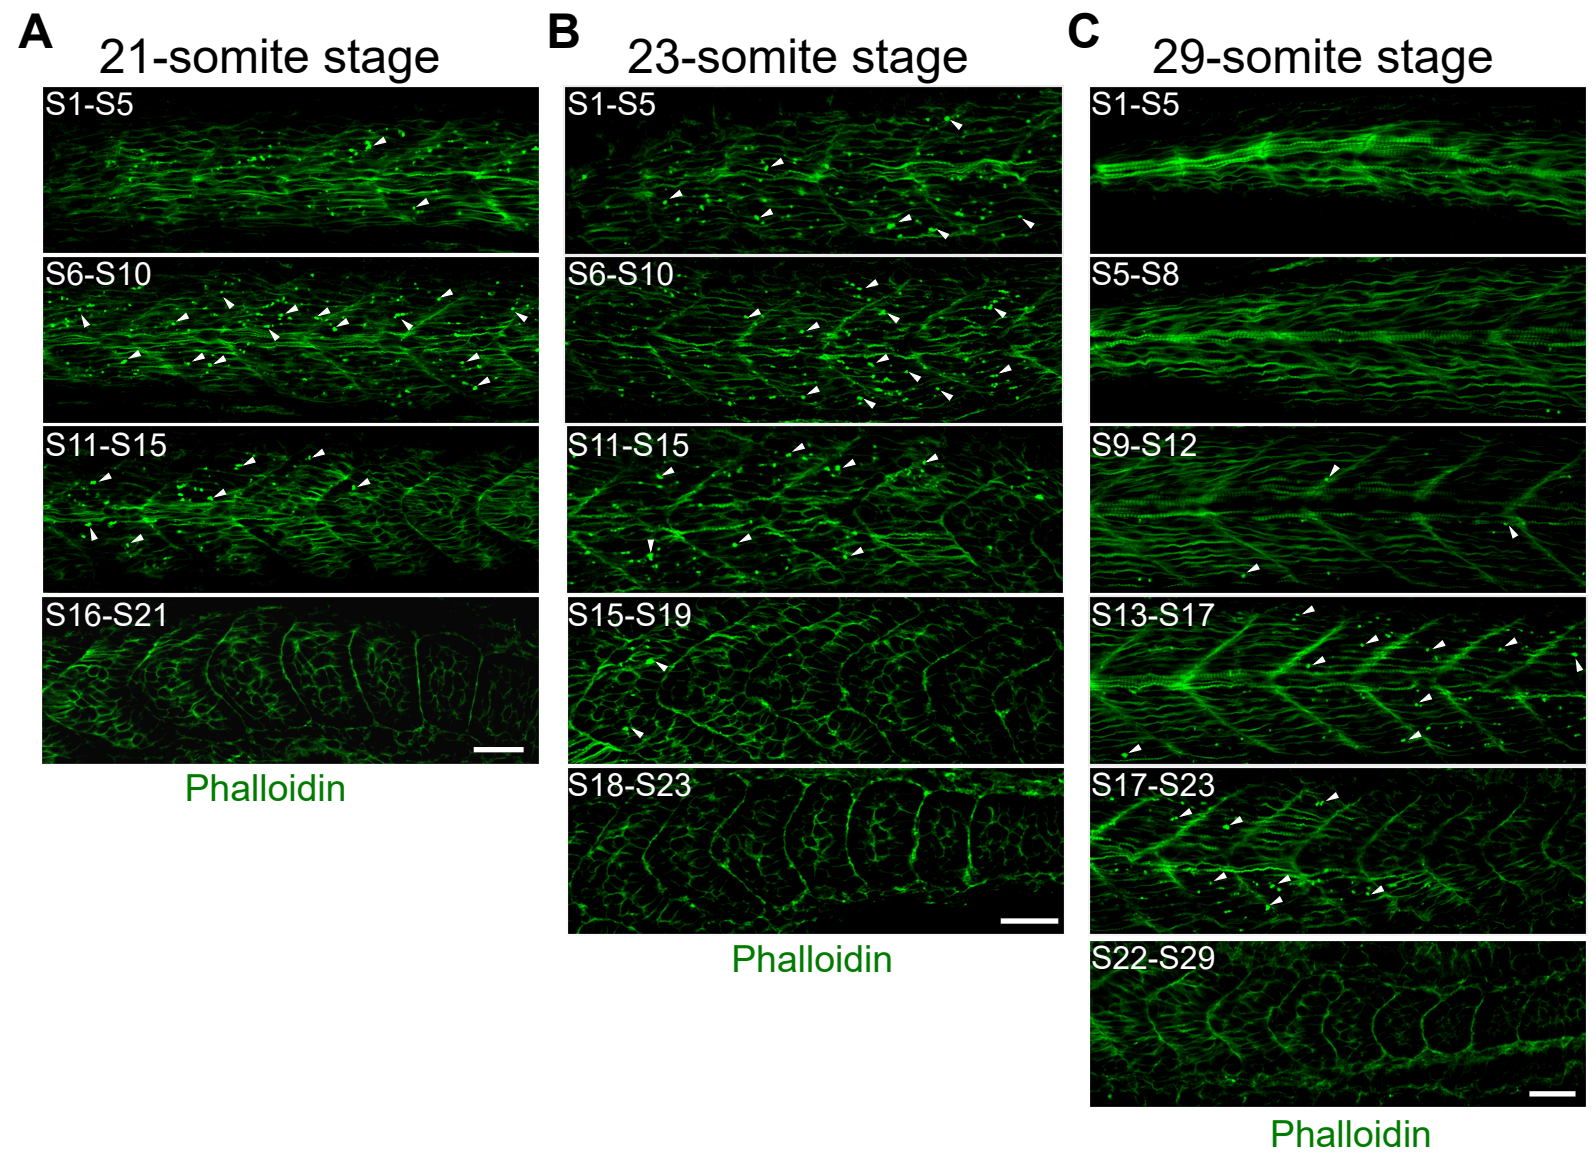 A
21-somite stage
S1-S5
S6-S10
S11-S15
S16-S21
Phalloidin
B
23-somite stage
S1-S5
S6-S10
S11-S15
S15-S19
S18-S23
Phalloidin
C
29-somite stage
S1-S5
S5-S8
S9-S12
S13-S17
S17-S23
S22-S29
Phalloidin